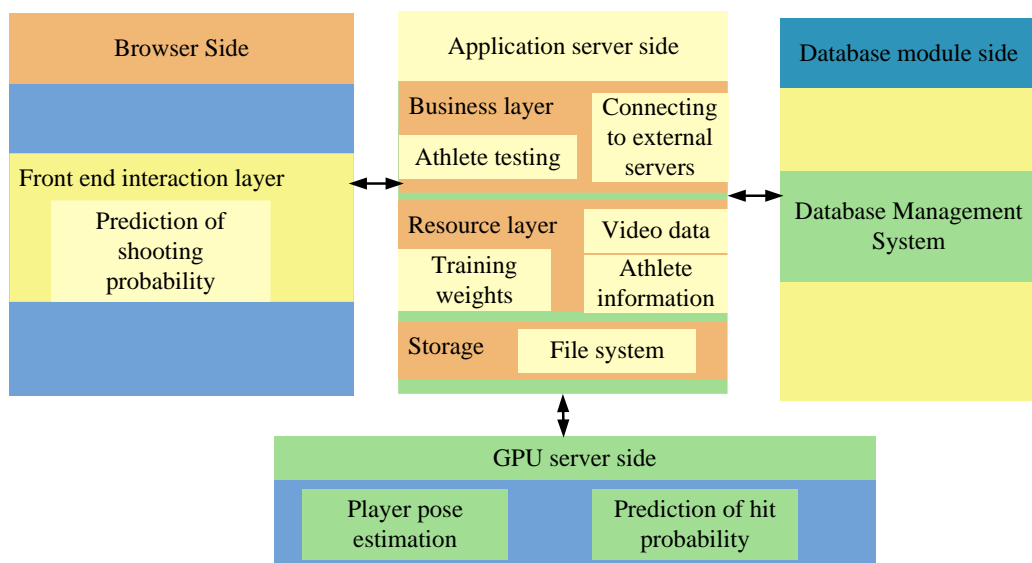 Browser Side
Front end interaction layer
Prediction of
shooting
probability
Application server side
Business layer
Athlete testing
Connecting
to external
servers
Resource layer
Video data
Training
weights
Athlete
information
Storage
File system
Database module side
Database Management
System
GPU server side
Player pose
estimation
Prediction of hit
probability